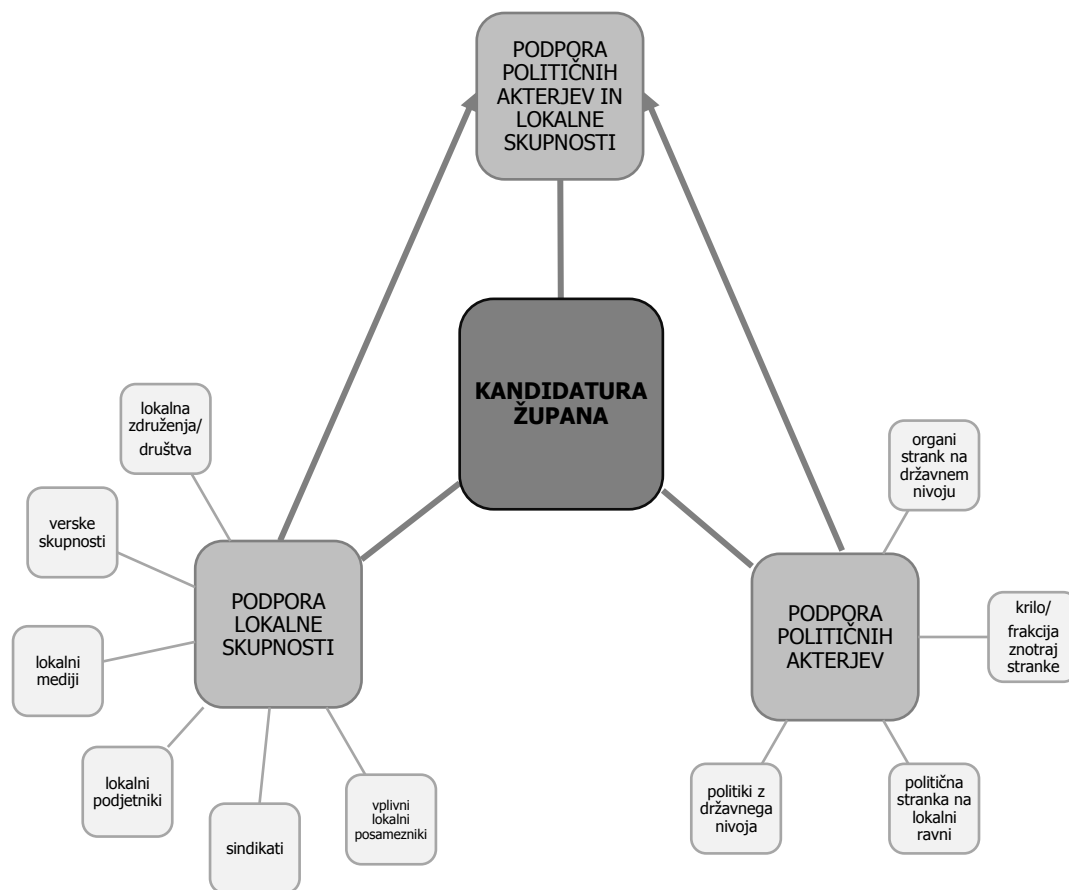 PODPORA
POLITIČNIH
AKTERJEV IN
LOKALNE
SKUPNOSTI
KANDIDATURA
ŽUPANA
lokalna
združenja/
društva
verske
skupnosti
lokalni
mediji
lokalni
podjetniki
sindikati
vplivni
lokalni
posamezniki
PODPORA
LOKALNE
SKUPNOSTI
organi
strank na
državnem
nivoju
krilo/
frakcija
znotraj
stranke
PODPORA
POLITIČNIH
AKTERJEV
politiki z
državnega
nivoja
politična
stranka na
lokalni
ravni